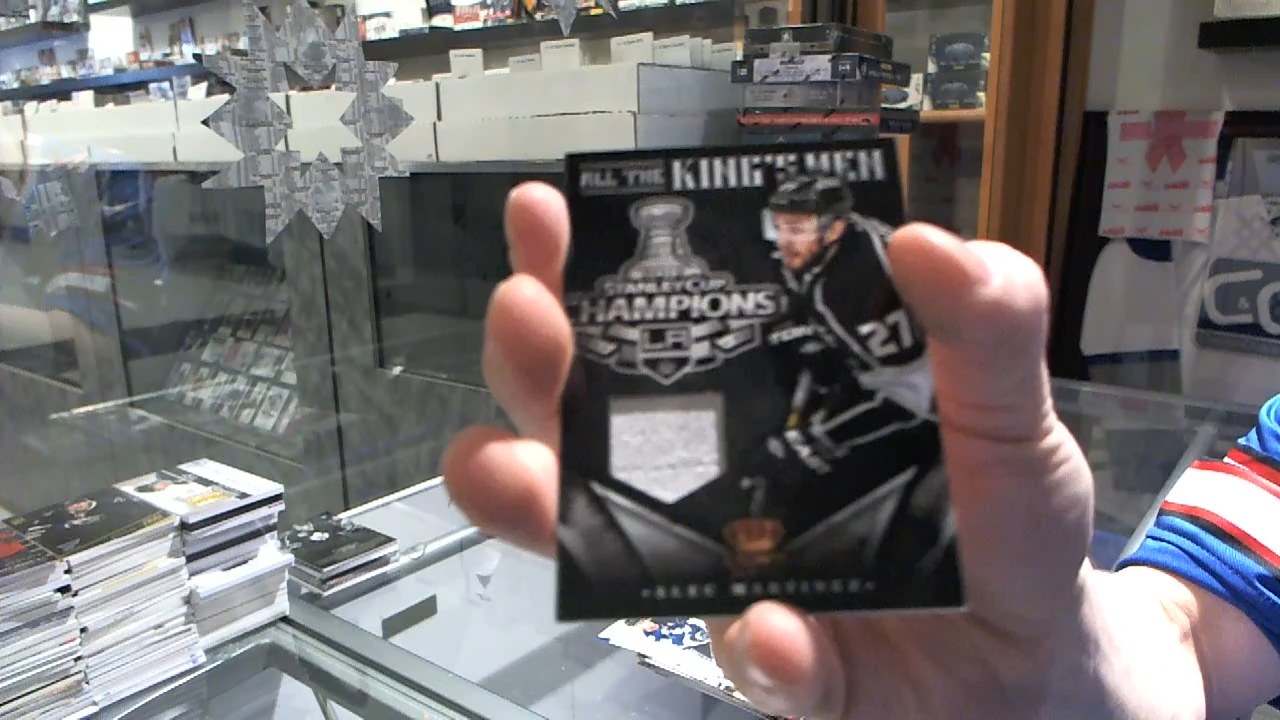 ALL THE KING'S MEN
STANLEY CUP
CHAMPIONS
LA
27
ALEC MARTINEZ